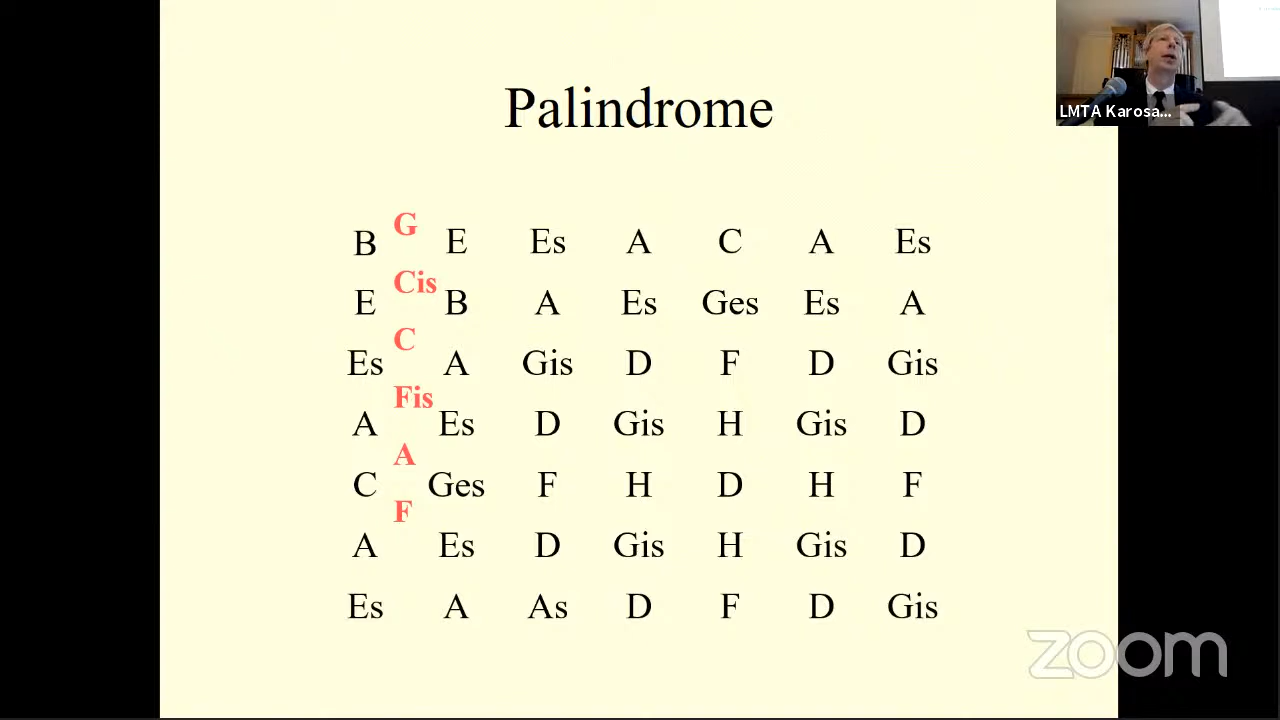 Palindrome
LMTA Karosa...
G
B E Es A C A Es
Cis
E B A Es Ges Es A
C
Es A Gis D F D Gis
Fis
A Es D Gis H Gis D
A
C Ges F H D H F
F
A Es D Gis H Gis D
Es A As D F D Gis
zoom